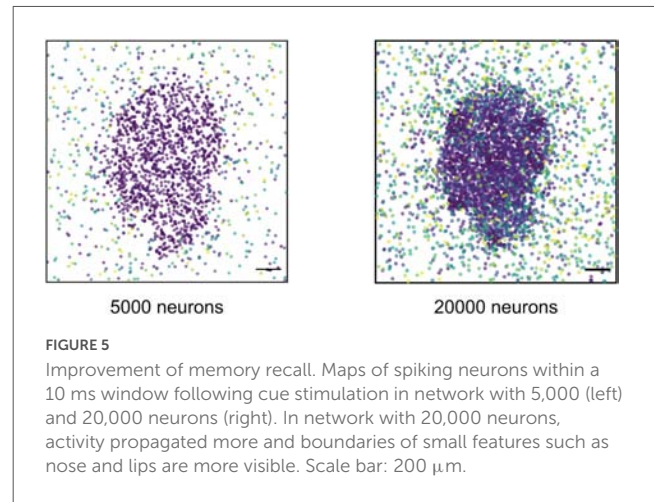 5000 neurons
20000 neurons
FIGURE 5
Improvement of memory recall. Maps of spiking neurons within a
10 ms window following cue stimulation in network with 5,000 (left)
and 20,000 neurons (right). In network with 20,000 neurons,
activity propagated more and boundaries of small features such as
nose and lips are more visible. Scale bar: 200 μm.